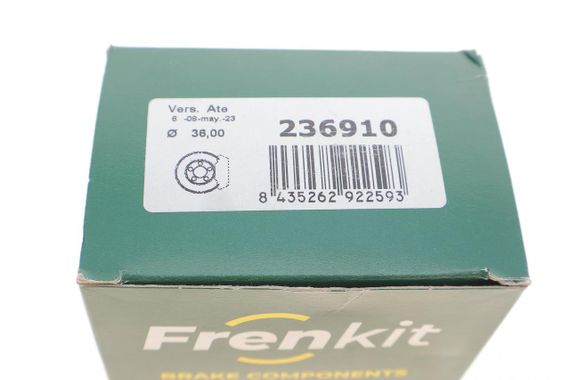 Vers. Ate
6 -08-may.-23
Ø 36,00
236910
8 435262 922593
Frenkit
BRAKE COMPONENTS